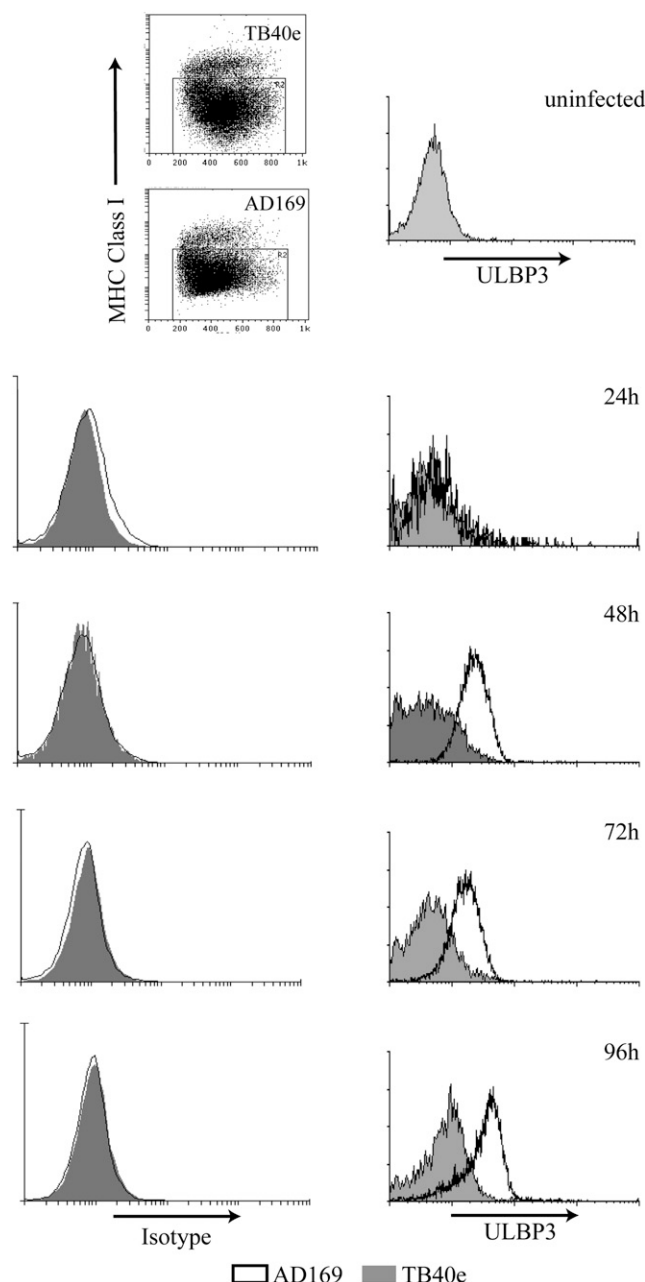 TB40e
R2
0 200 400 600 800 1k
AD169
R2
0 200 400 600 800 1k
MHC Class I
uninfected
ULBP3
24h
48h
72h
96h
Isotype
ULBP3
AD169 TB40e